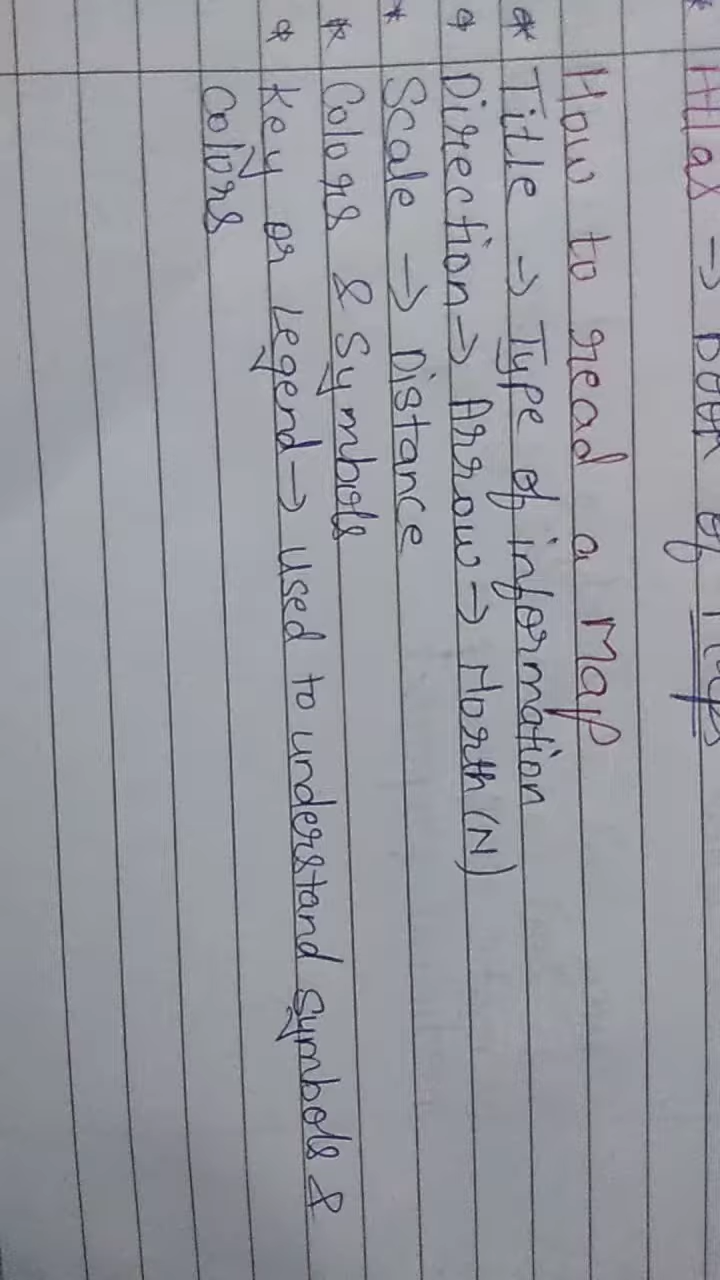 * Atlas → Book of Maps
How to read a Map
* Title → Type of information
* Direction → Arrow → North (N)
* Scale → Distance
* Colors & Symbols
* Key or Legend → used to understand symbols &
Colors